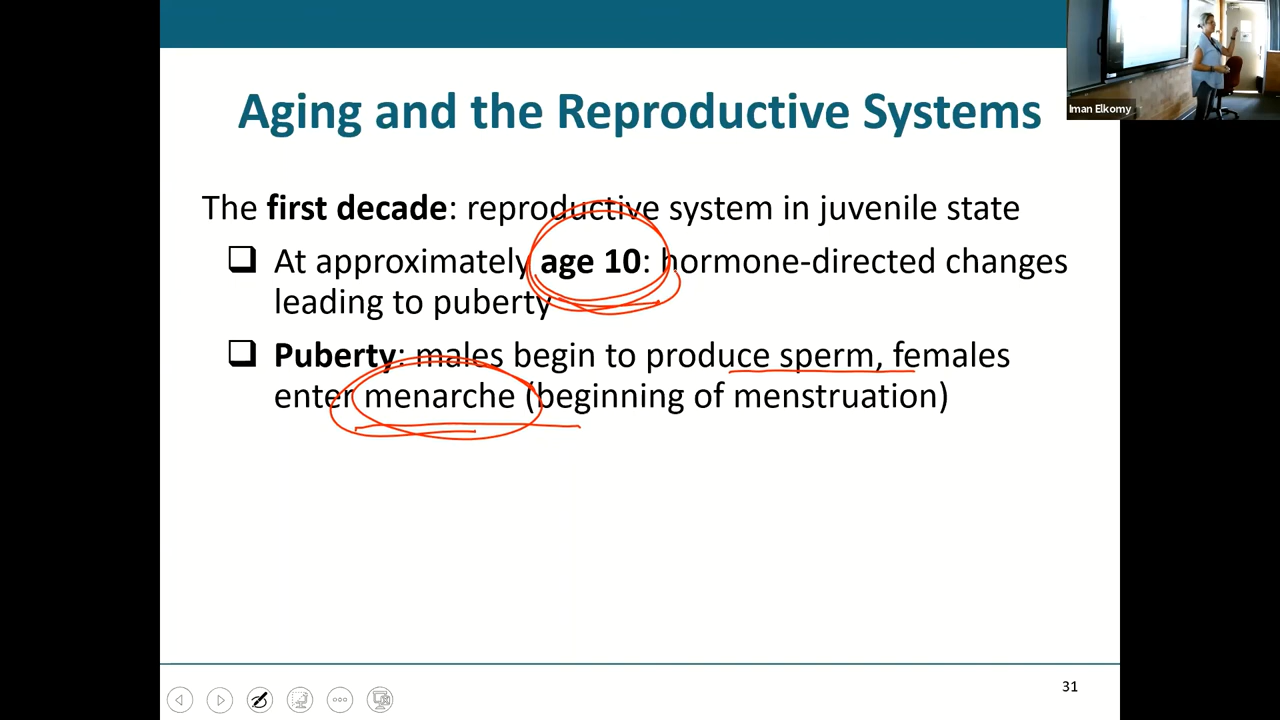 Aging and the Reproductive Systems
Iman Elkomy
The first decade: reproductive system in juvenile state
At approximately age 10: hormone-directed changes
leading to puberty
Puberty: males begin to produce sperm, females
enter menarche (beginning of menstruation)
31